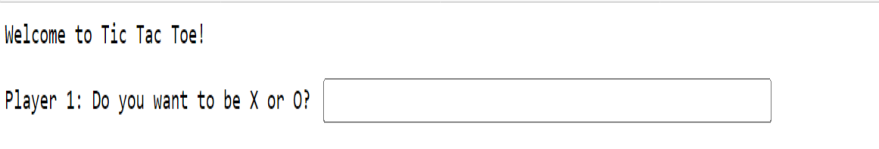 Welcome to Tic Tac Toe!
Player 1: Do you want to be X or O?